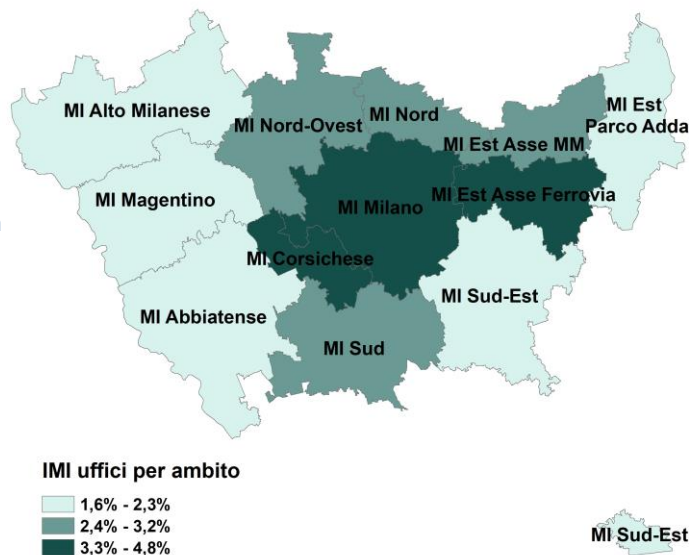 MI Alto Milanese
MI Nord-Ovest
MI Nord
MI Est
Parco Adda
MI Est Asse MM
MI Magentino
MI Milano
MI Est Asse Ferrovia
MI Corsichese
MI Abbiatense
MI Sud-Est
MI Sud
IMI uffici per ambito
1,6% - 2,3%
2,4% - 3,2%
3,3% - 4,8%
MI Sud-Est